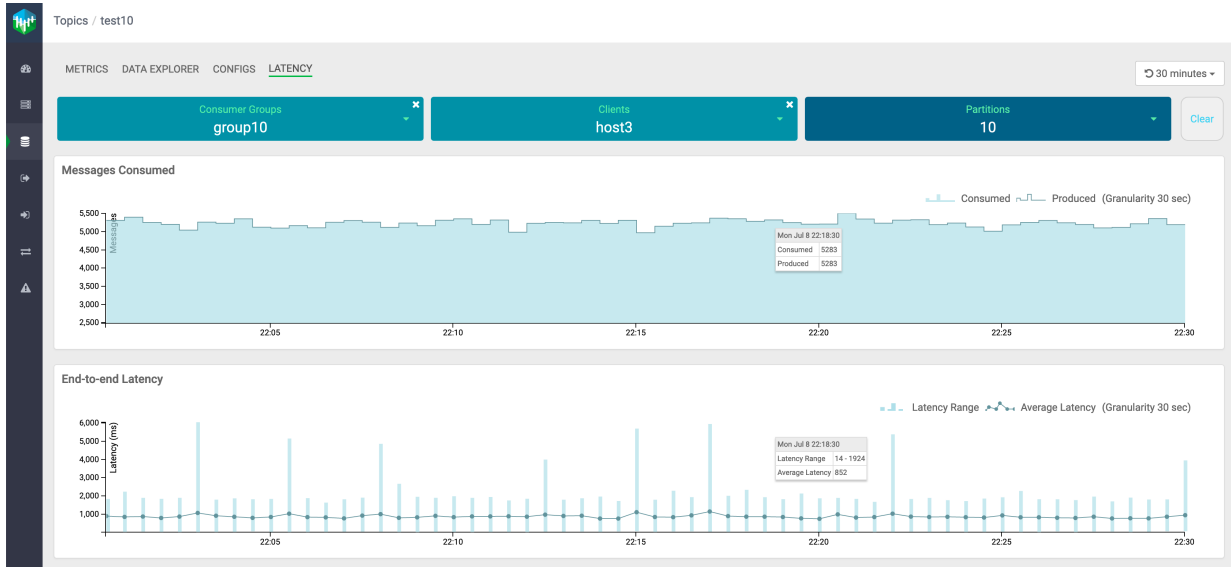 Topics / test10
METRICS DATA EXPLORER CONFIGS LATENCY
30 minutes
Consumer Groups
group10
Clients
host3
Partitions
10
Clear
Messages Consumed
Consumed Produced (Granularity 30 sec)
Messages
5,500
5,000
4,500
4,000
3,500
3,000
2,500
Mon Jul 8 22:18:30
Consumed 5283
Produced 5283
22:05 22:10 22:15 22:20 22:25 22:30
End-to-end Latency
Latency Range Average Latency (Granularity 30 sec)
Latency (ms)
6,000
5,000
4,000
3,000
2,000
1,000
Mon Jul 8 22:18:30
Latency Range 14 - 1924
Average Latency 852
22:05 22:10 22:15 22:20 22:25 22:30